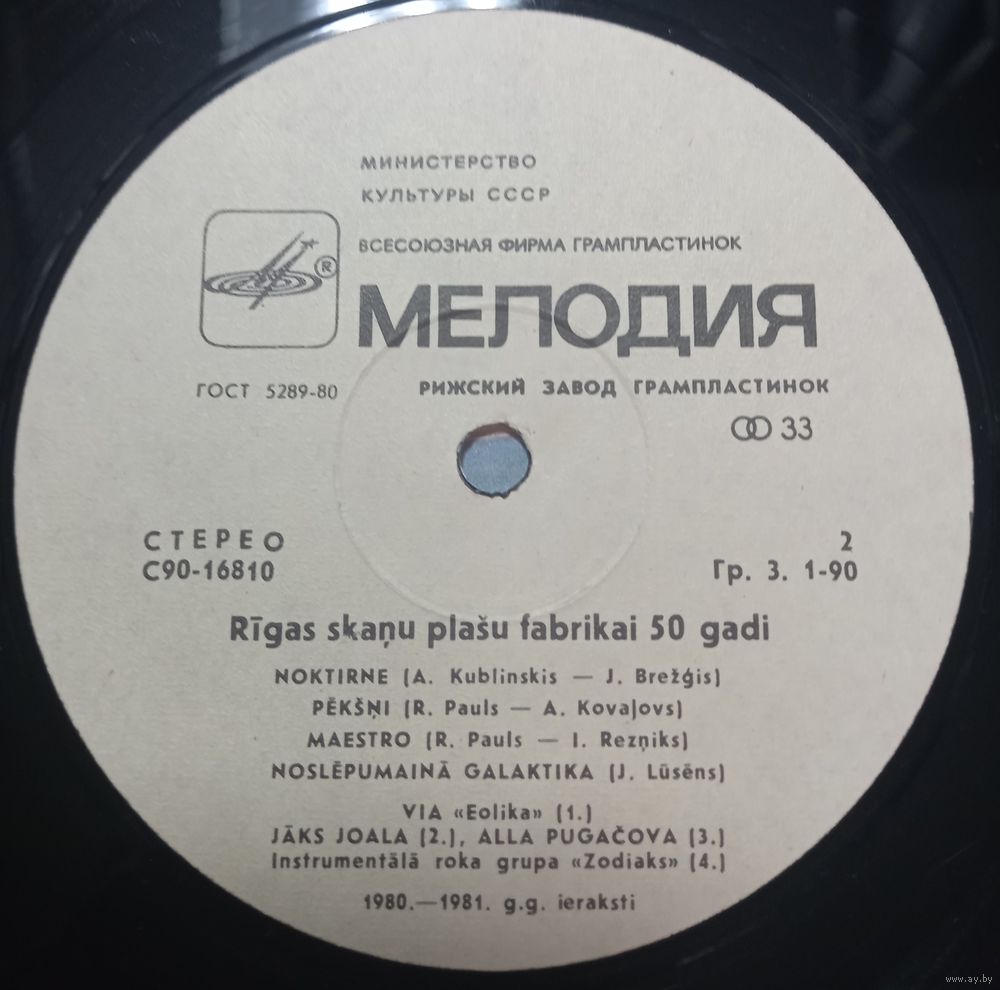 МИНИСТЕРСТВО
КУЛЬТУРЫ СССР
ВСЕСОЮЗНАЯ ФИРМА ГРАМПЛАСТИНОК
®
МЕЛОДИЯ
ГОСТ 5289-80
РИЖСКИЙ ЗАВОД ГРАМПЛАСТИНОК
33
СТЕРЕО
2
С90-16810
Гр. 3. 1-90
Rīgas skaņu plašu fabrikai 50 gadi
NOKTIRNE (A. Kublinskis — J. Brežģis)
PĒKŠŅI (R. Pauls — A. Kovaļovs)
MAESTRO (R. Pauls — I. Rezņiks)
NOSLĒPUMAINĀ GALAKTIKA (J. Lūsēns)
VIA «Eolika» (1.)
JĀKS JOALA (2.), ALLA PUGAČOVA (3.)
Instrumentālā roka grupa «Zodiaks» (4.)
1980.—1981. g.g. ieraksti
www.ay.by